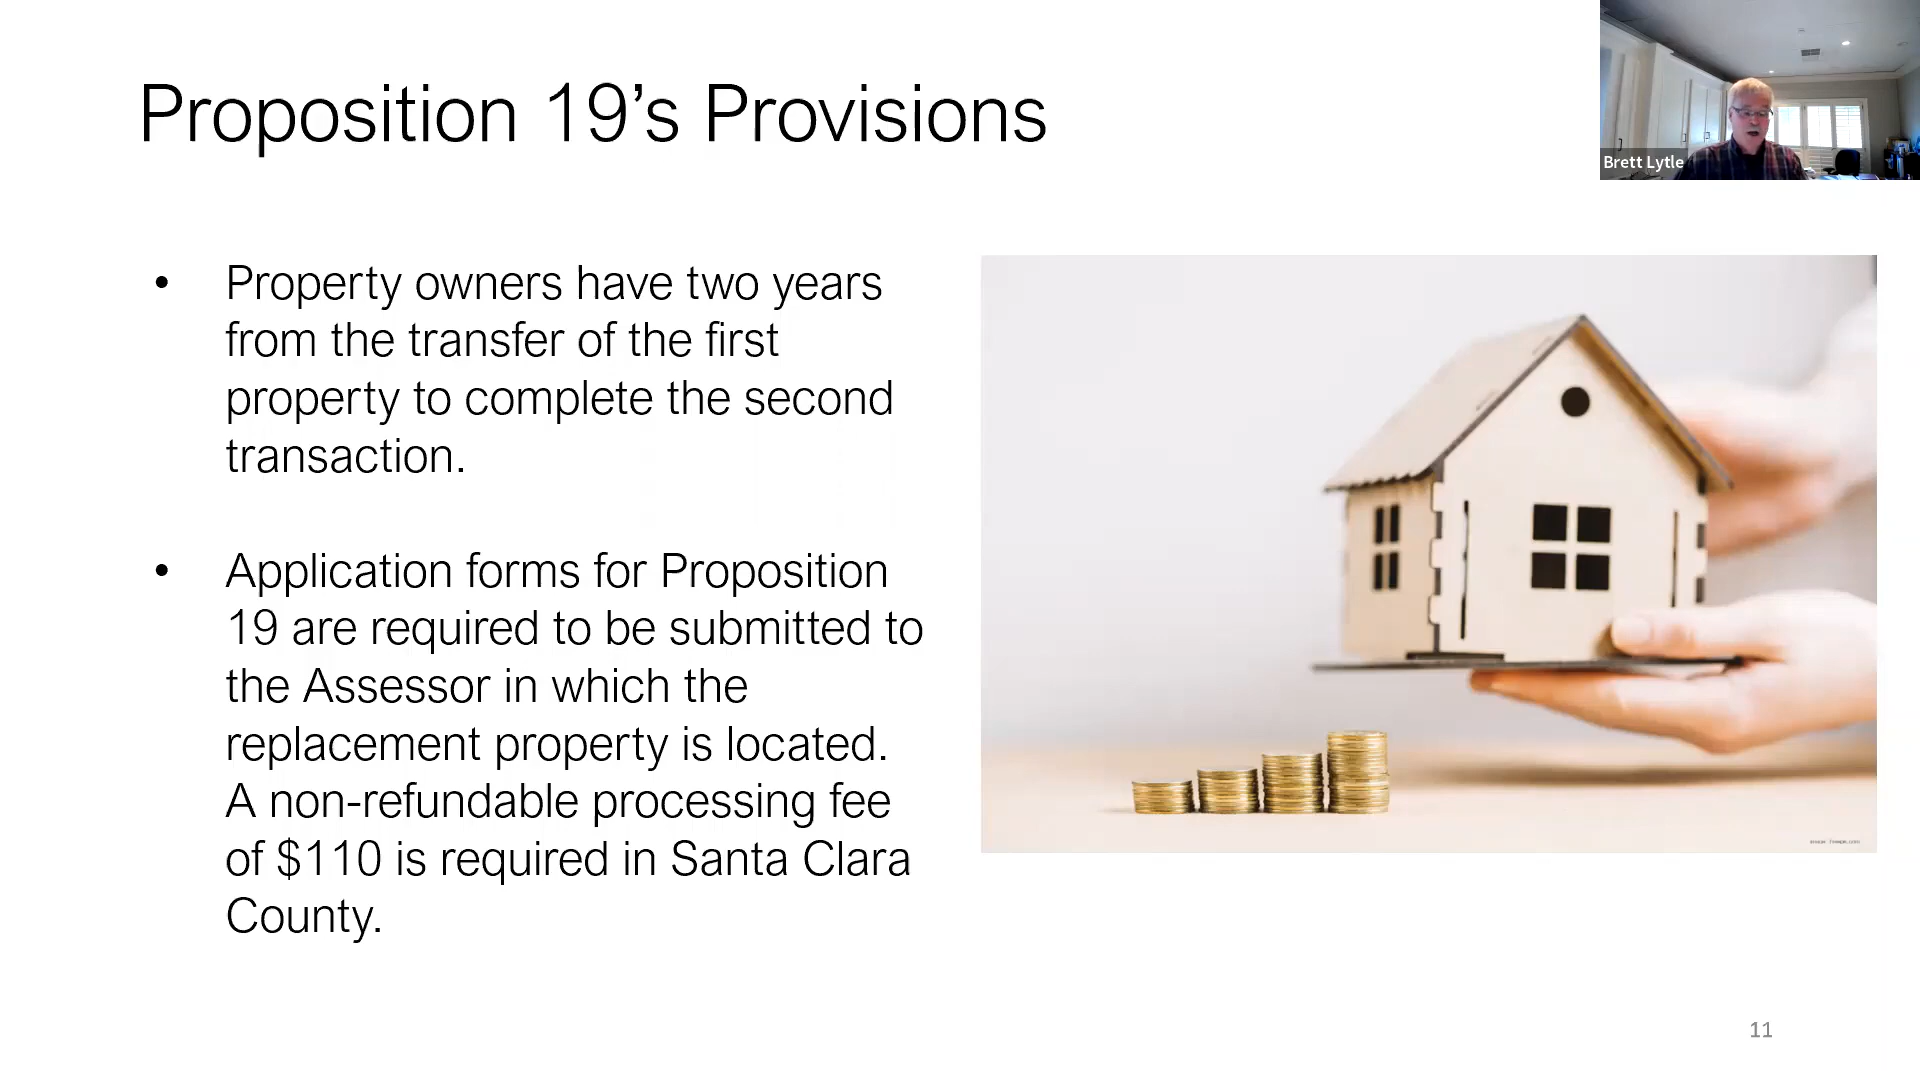 Proposition 19’s Provisions
Brett Lytle
• Property owners have two years
from the transfer of the first
property to complete the second
transaction.
• Application forms for Proposition
19 are required to be submitted to
the Assessor in which the
replacement property is located.
A non-refundable processing fee
of $110 is required in Santa Clara
County.
11